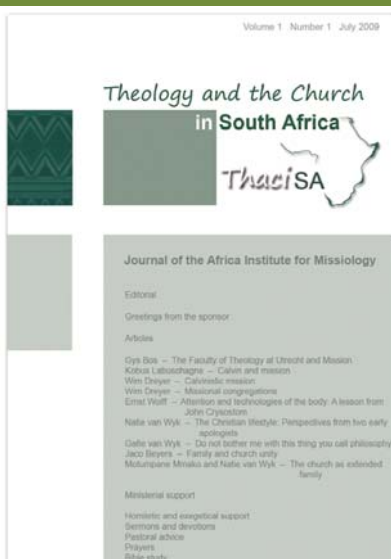 Volume 1 Number 1 July 2009
Theology and the Church
in South Africa
ThaciSA
Journal of the Africa Institute for Missiology
Editorial
Greetings from the sponsor
Articles
Gys Bos – The Faculty of Theology at Utrecht and Mission
Kobus Labuschagne – Calvin and mission
Wim Dreyer – Calvinistic mission
Wim Dreyer – Missional congregations
Ernst Wolff – Attention and technologies of the body: A lesson from
John Crysostom
Natie van Wyk – The Christian lifestyle: Perspectives from two early
apologists
Gafie van Wyk – Do not bother me with this thing you call philosophy
Jaco Beyers – Family and church unity
Motumpane Mmako and Natie van Wyk – The church as extended
family
Ministerial support
Homiletic and exegetical support
Sermons and devotions
Pastoral advice
Prayers
Bible study